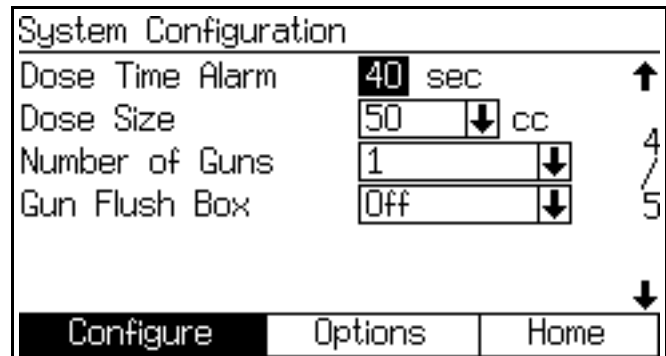 System Configuration
Dose Time Alarm 40 sec
Dose Size 50 cc
Number of Guns 1
Gun Flush Box Off
4/5
Configure Options Home